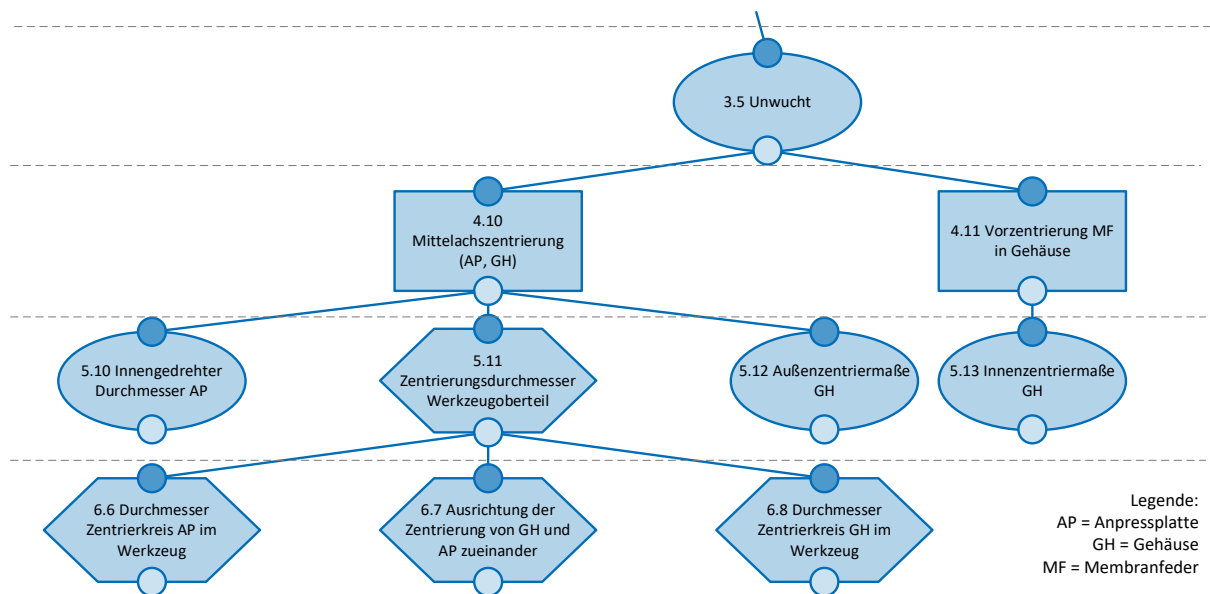 3.5 Unwucht
4.10
Mittelachszentrierung
(AP, GH)
4.11 Vorzentrierung MF
in Gehäuse
5.10 Innengedrehter
Durchmesser AP
5.11
Zentrierungsdurchmesser
Werkzeugoberteil
5.12 Außenzentriermaße
GH
5.13 Innenzentriermaße
GH
6.6 Durchmesser
Zentrierkreis AP im
Werkzeug
6.7 Ausrichtung der
Zentrierung von GH und
AP zueinander
6.8 Durchmesser
Zentrierkreis GH im
Werkzeug
Legende:
AP = Anpressplatte
GH = Gehäuse
MF = Membranfeder